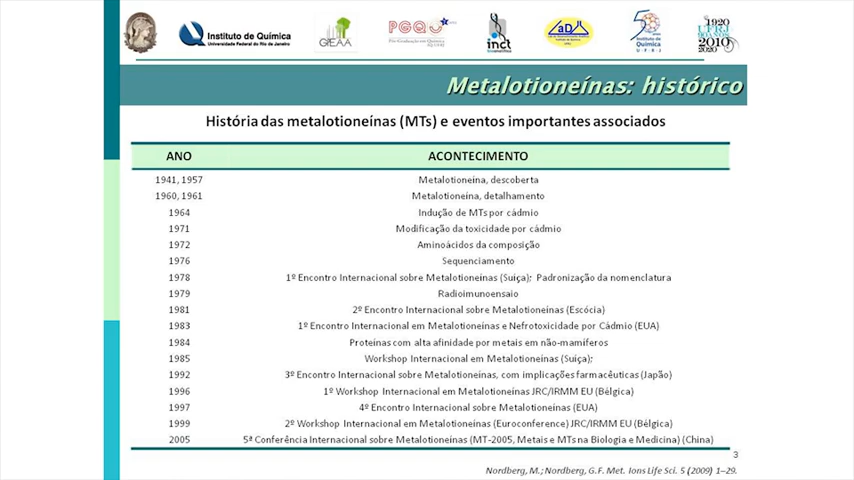 Instituto de Química
Universidade Federal do Rio de Janeiro
GIEAA
PGQU
inct
LaDA
50 anos
Instituto de
Química
UFRJ
1920
UFRJ
100 ANOS
2010
2020
Metalotioneínas: histórico
História das metalotioneínas (MTs) e eventos importantes associados
ANO ACONTECIMENTO
1941, 1957 Metalotioneína, descoberta
1960, 1961 Metalotioneína, detalhamento
1964 Indução de MTs por cádmio
1971 Modificação da toxicidade por cádmio
1972 Aminoácidos da composição
1976 Sequenciamento
1978 1º Encontro Internacional sobre Metalotioneínas (Suíça); Padronização da nomenclatura
1979 Radioimunoensaio
1981 2º Encontro Internacional sobre Metalotioneínas (Escócia)
1983 1º Encontro Internacional em Metalotioneínas e Nefrotoxicidade por Cádmio (EUA)
1984 Proteínas com alta afinidade por metais em não-mamíferos
1985 Workshop Internacional em Metalotioneínas (Suíça);
1992 3º Encontro Internacional sobre Metalotioneínas, com implicações farmacêuticas (Japão)
1996 1º Workshop Internacional em Metalotioneínas JRC/IRMM EU (Bélgica)
1997 4º Encontro Internacional sobre Metalotioneínas (EUA)
1999 2º Workshop Internacional em Metalotioneínas (Euroconference) JRC/IRMM EU (Bélgica)
2005 5ª Conferência Internacional sobre Metalotioneínas (MT-2005, Metais e MTs na Biologia e Medicina) (China)
3
Nordberg, M.; Nordberg, G.F. Met. Ions Life Sci. 5 (2009) 1–29.